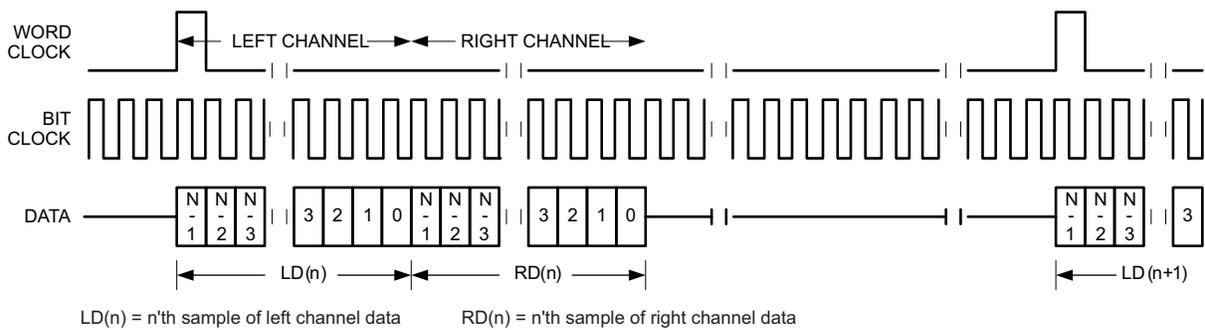 WORD
CLOCK
LEFT CHANNEL
RIGHT CHANNEL
BIT
CLOCK
DATA
N
-
1
N
-
2
N
-
3
3 2 1 0
N
-
1
N
-
2
N
-
3
3 2 1 0
N
-
1
N
-
2
N
-
3
3
LD(n)
RD(n)
LD(n+1)
LD(n) = n'th sample of left channel data
RD(n) = n'th sample of right channel data